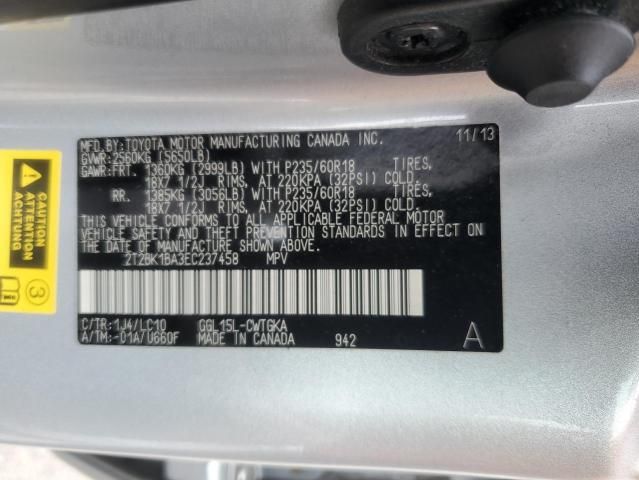 MFD.BY:TOYOTA MOTOR MANUFACTURING CANADA INC. 11/13
GVWR:2560KG (5650LB)
GAWR:FRT. 1360KG (2999LB) WITH P235/60R18 TIRES,
18X7 1/2J RIMS, AT 220KPA (32PSI) COLD.
RR. 1385KG (3056LB) WITH P235/60R18 TIRES,
18X7 1/2J RIMS, AT 220KPA (32PSI) COLD.
THIS VEHICLE CONFORMS TO ALL APPLICABLE FEDERAL MOTOR
VEHICLE SAFETY AND THEFT PREVENTION STANDARDS IN EFFECT ON
THE DATE OF MANUFACTURE SHOWN ABOVE.
2T2BK1BA3EC237458 MPV
C/TR:1J4/LC10 GGL15L-CWTGKA
A/TM:-01A/U660F MADE IN CANADA 942 A
CAUTION
ATTENTION
3